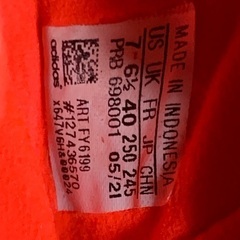 MADE IN INDONESIA
US UK FR JP CHN
7- 6½ 40 250 245
PRB 698001 05/21
ART FY6199
#127436570
adidas